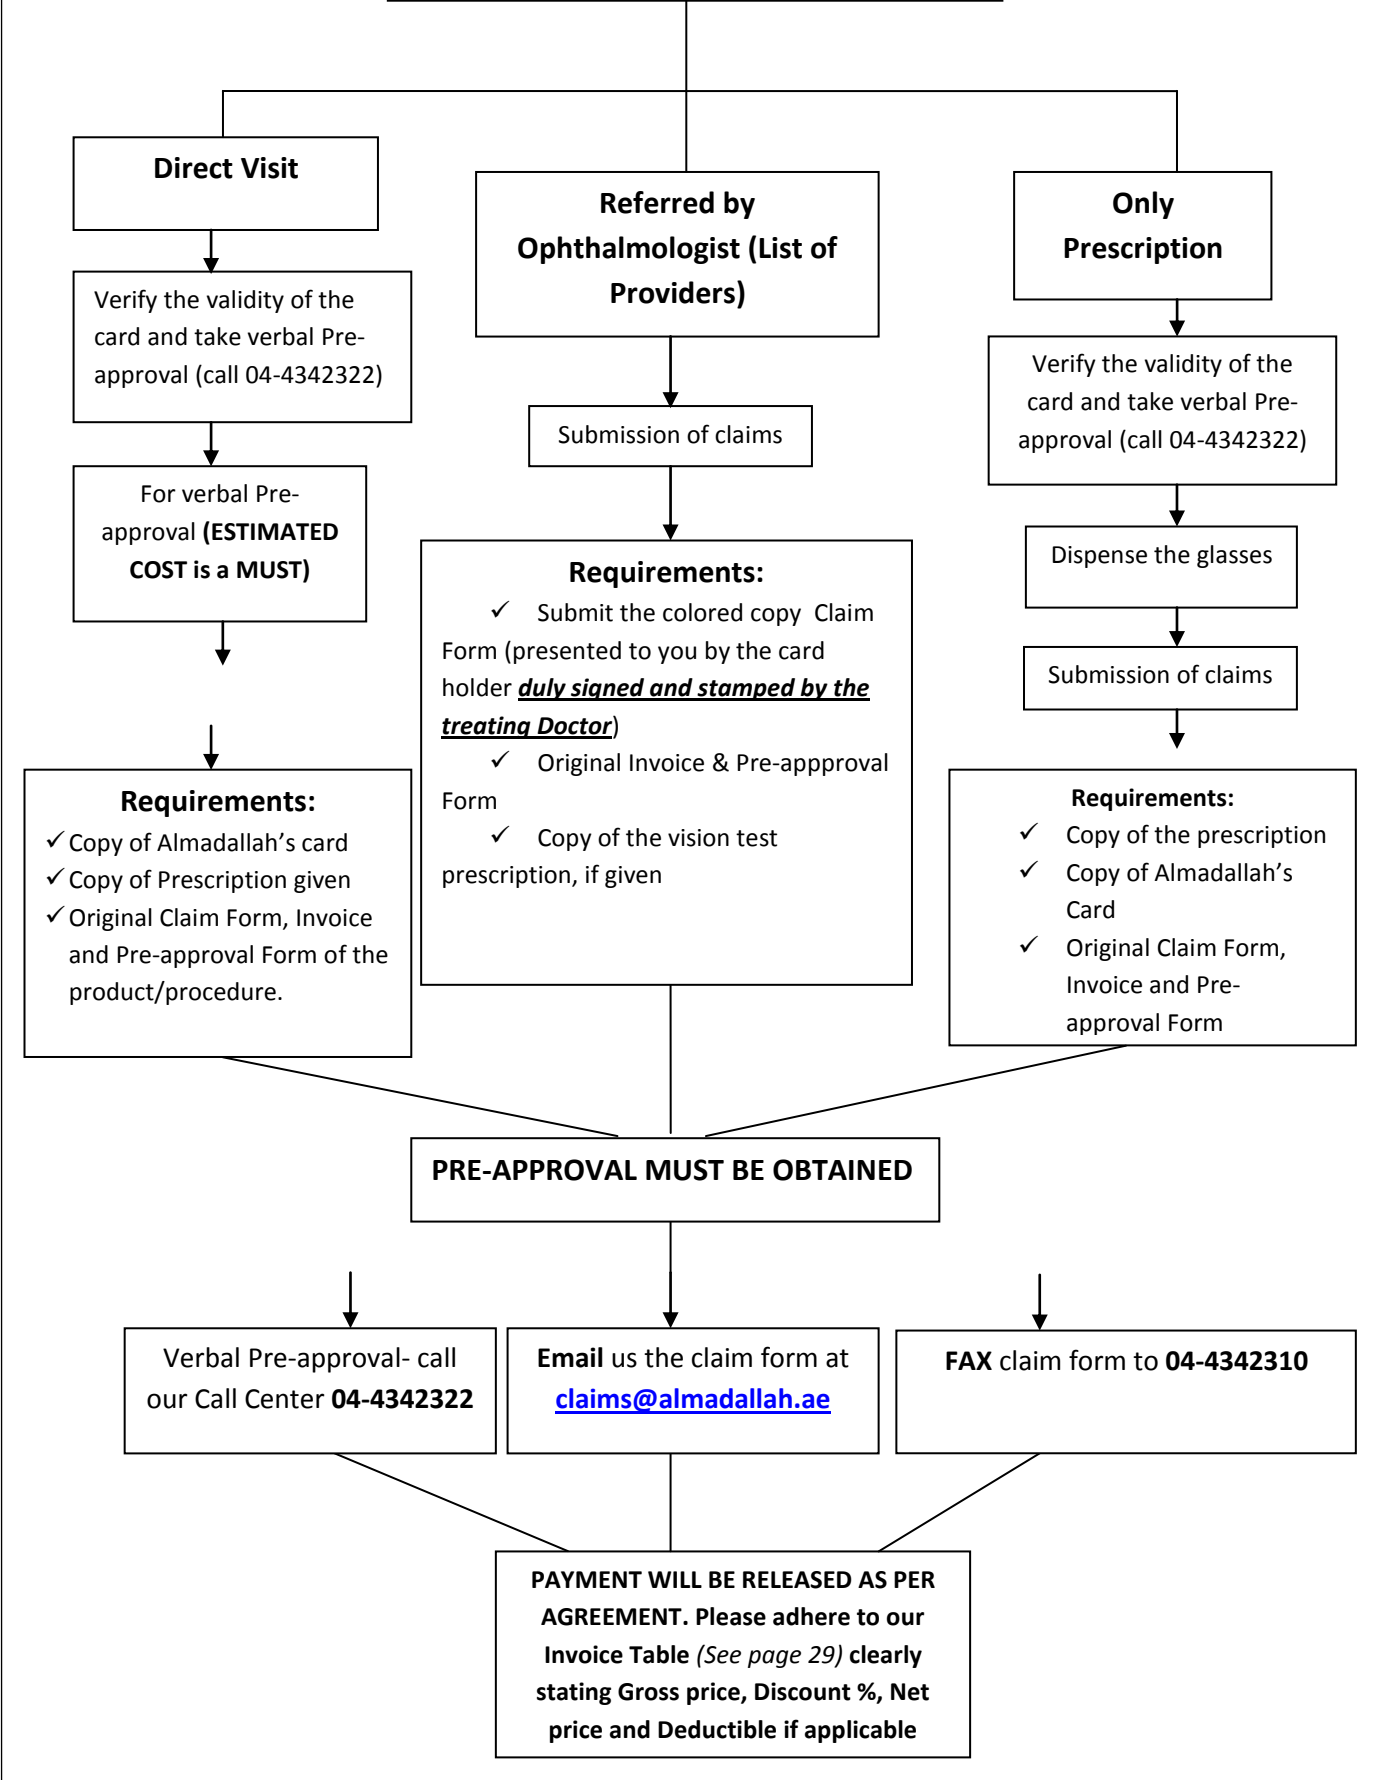 Direct Visit
Verify the validity of the
card and take verbal Pre-
approval (call 04-4342322)
For verbal Pre-
approval (ESTIMATED
COST is a MUST)
Requirements:
✓ Copy of Almadallah’s card
✓ Copy of Prescription given
✓ Original Claim Form, Invoice
and Pre-approval Form of the
product/procedure.
Referred by
Ophthalmologist (List of
Providers)
Submission of claims
Requirements:
✓ Submit the colored copy Claim
Form (presented to you by the card
holder duly signed and stamped by the
treating Doctor)
✓ Original Invoice & Pre-appproval
Form
✓ Copy of the vision test
prescription, if given
Only
Prescription
Verify the validity of the
card and take verbal Pre-
approval (call 04-4342322)
Dispense the glasses
Submission of claims
Requirements:
✓ Copy of the prescription
✓ Copy of Almadallah’s
Card
✓ Original Claim Form,
Invoice and Pre-
approval Form
PRE-APPROVAL MUST BE OBTAINED
Verbal Pre-approval- call
our Call Center 04-4342322
Email us the claim form at
claims@almadallah.ae
FAX claim form to 04-4342310
PAYMENT WILL BE RELEASED AS PER
AGREEMENT. Please adhere to our
Invoice Table (See page 29) clearly
stating Gross price, Discount %, Net
price and Deductible if applicable